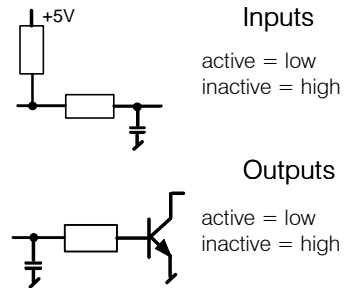 +5V
Inputs
active = low
inactive = high
Outputs
active = low
inactive = high